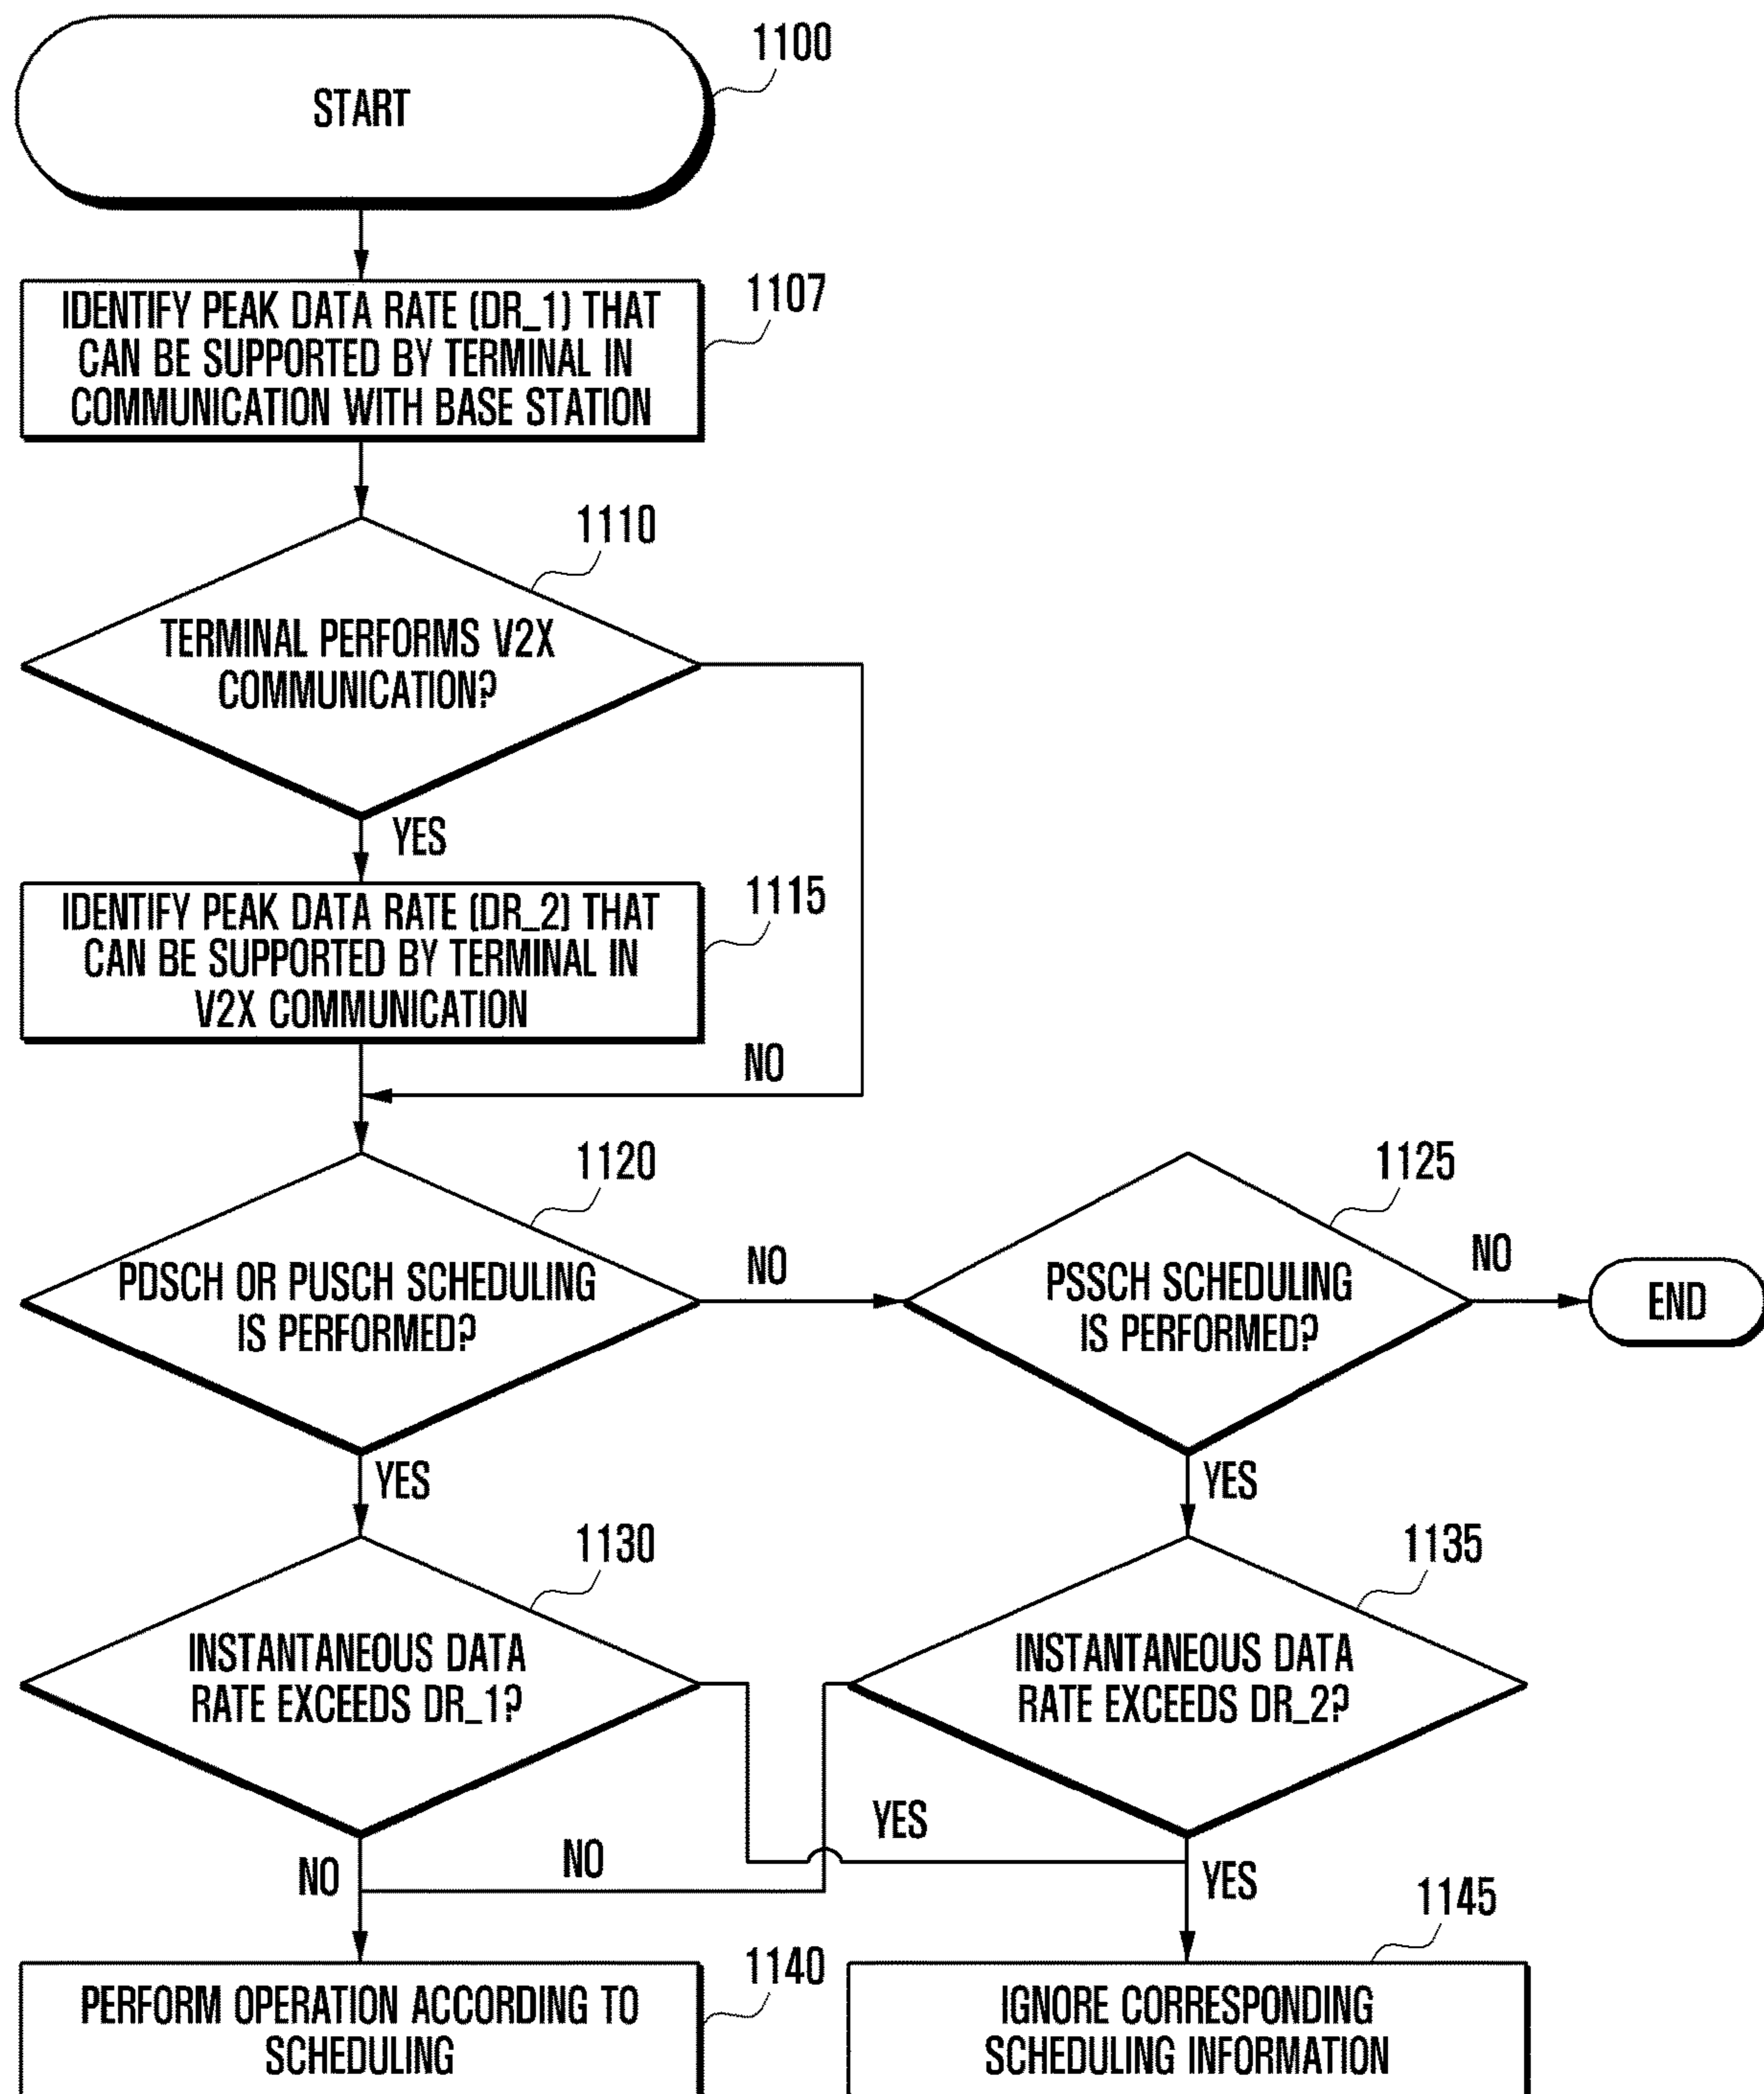 START
1100
IDENTIFY PEAK DATA RATE (DR_1) THAT
CAN BE SUPPORTED BY TERMINAL IN
COMMUNICATION WITH BASE STATION
1107
1110
TERMINAL PERFORMS V2X
COMMUNICATION?
YES
IDENTIFY PEAK DATA RATE (DR_2) THAT
CAN BE SUPPORTED BY TERMINAL IN
V2X COMMUNICATION
1115
NO
1120
PDSCH OR PUSCH SCHEDULING
IS PERFORMED?
NO
1125
PSSCH SCHEDULING
IS PERFORMED?
NO
END
YES
YES
1130
INSTANTANEOUS DATA
RATE EXCEEDS DR_1?
1135
INSTANTANEOUS DATA
RATE EXCEEDS DR_2?
YES
NO
NO
YES
PERFORM OPERATION ACCORDING TO
SCHEDULING
1140
1145
IGNORE CORRESPONDING
SCHEDULING INFORMATION